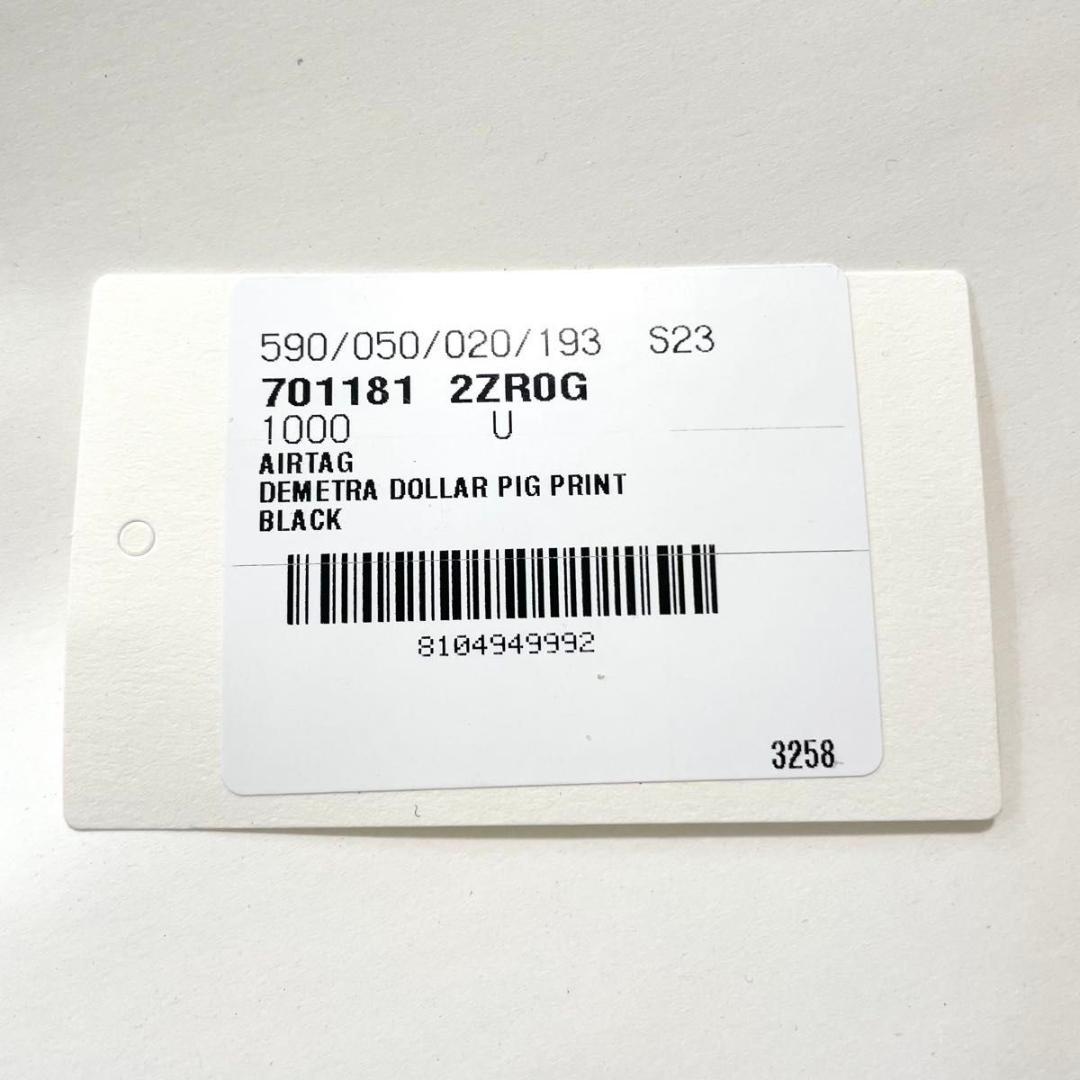 590/050/020/193 S23
701181 2ZR0G
1000 U
AIRTAG
DEMETRA DOLLAR PIG PRINT
BLACK
8104949992
3258